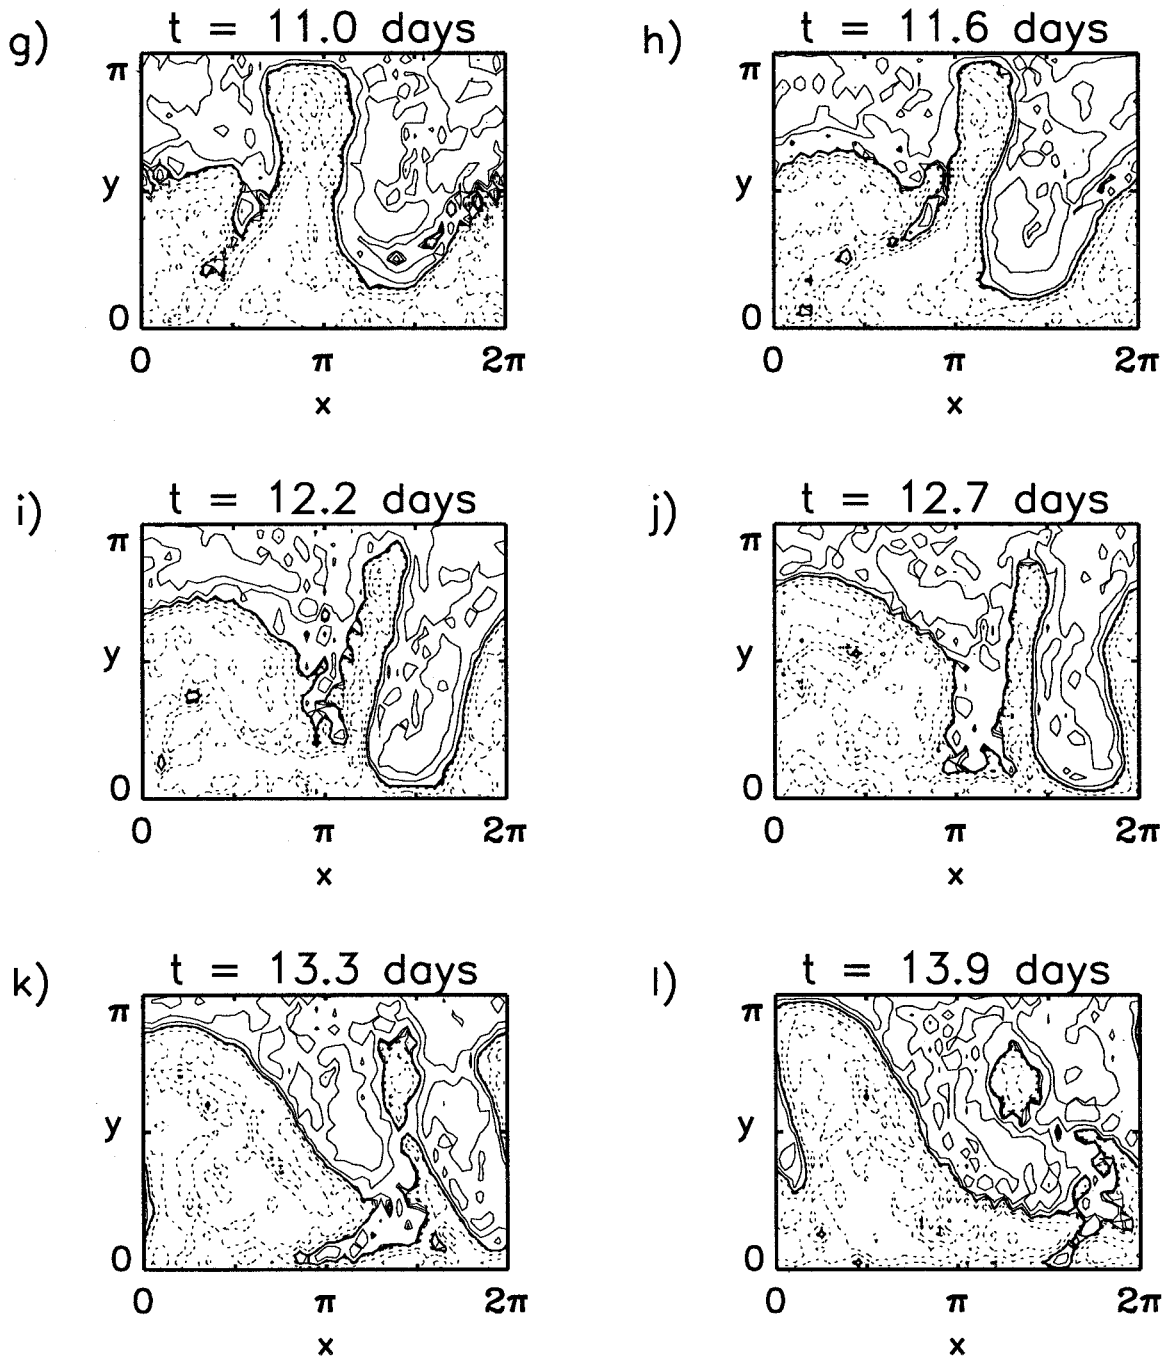 g) t = 11.0 days
π
y
0
0 π 2π
x
h) t = 11.6 days
π
y
0
0 π 2π
x
i) t = 12.2 days
π
y
0
0 π 2π
x
j) t = 12.7 days
π
y
0
0 π 2π
x
k) t = 13.3 days
π
y
0
0 π 2π
x
l) t = 13.9 days
π
y
0
0 π 2π
x